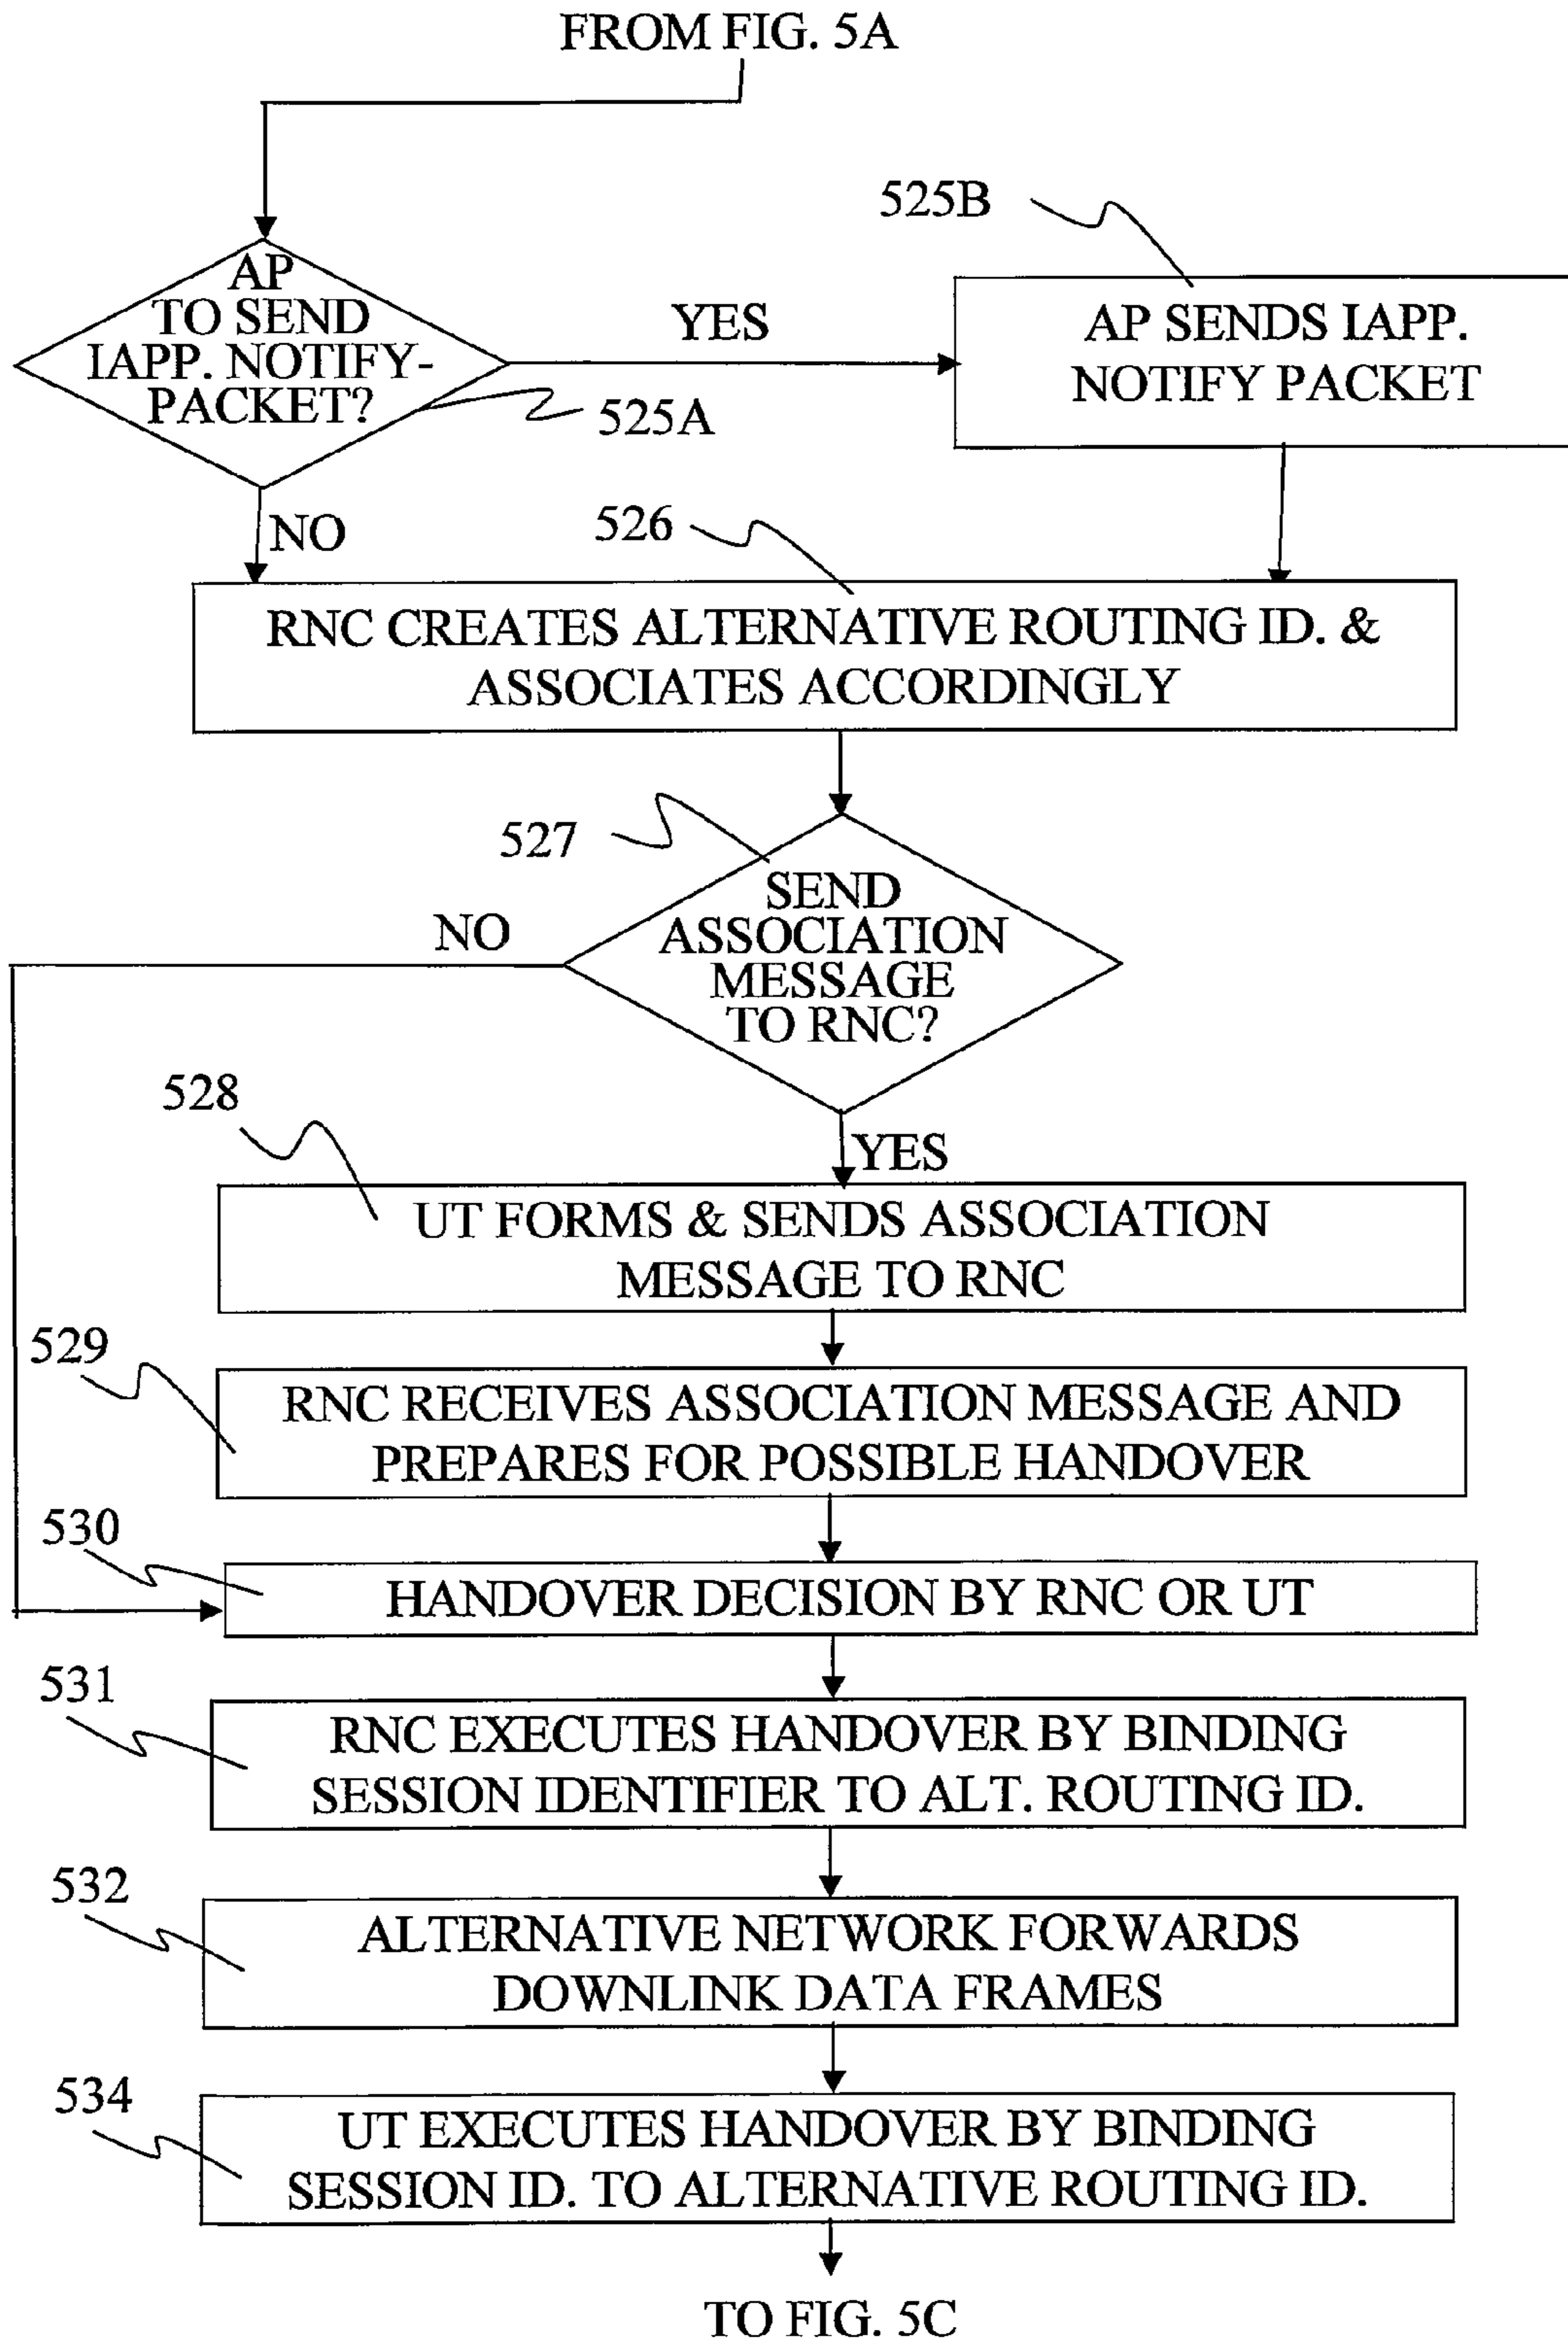 FROM FIG. 5A
525B
AP
TO SEND
IAPP. NOTIFY-
PACKET?
YES
AP SENDS IAPP.
NOTIFY PACKET
525A
NO
526
RNC CREATES ALTERNATIVE ROUTING ID. &
ASSOCIATES ACCORDINGLY
527
SEND
ASSOCIATION
MESSAGE
TO RNC?
NO
528
YES
UT FORMS & SENDS ASSOCIATION
MESSAGE TO RNC
529
RNC RECEIVES ASSOCIATION MESSAGE AND
PREPARES FOR POSSIBLE HANDOVER
530
HANDOVER DECISION BY RNC OR UT
531
RNC EXECUTES HANDOVER BY BINDING
SESSION IDENTIFIER TO ALT. ROUTING ID.
532
ALTERNATIVE NETWORK FORWARDS
DOWNLINK DATA FRAMES
534
UT EXECUTES HANDOVER BY BINDING
SESSION ID. TO ALTERNATIVE ROUTING ID.
TO FIG. 5C